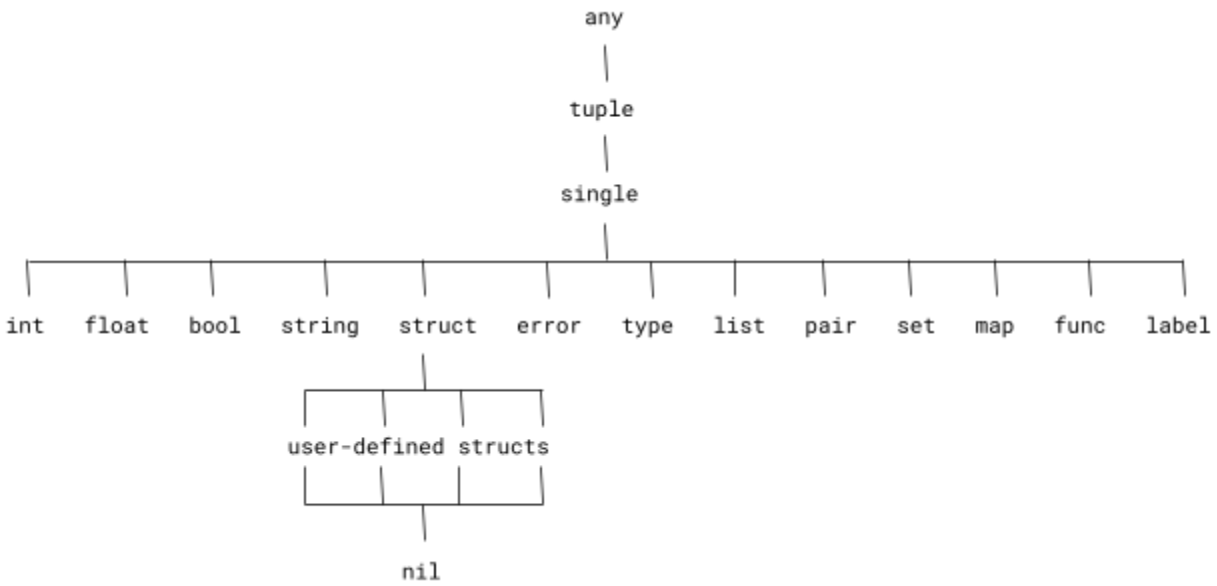 any
tuple
single
int float bool string struct error type list pair set map func label
user-defined structs
nil